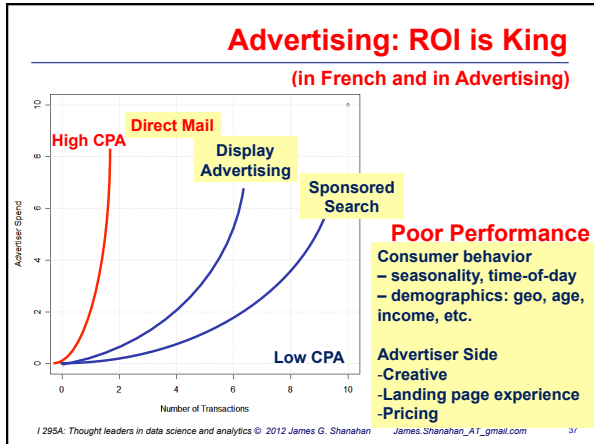 Advertising: ROI is King
(in French and in Advertising)
10
8
6
4
2
0
Advertiser Spend
High CPA
Direct Mail
Display
Advertising
Sponsored
Search
Low CPA
0
2
4
6
8
10
Number of Transactions
Poor Performance
Consumer behavior
– seasonality, time-of-day
– demographics: geo, age,
income, etc.
Advertiser Side
-Creative
-Landing page experience
-Pricing
I 295A: Thought leaders in data science and analytics © 2012 James G. Shanahan James.Shanahan_AT_gmail.com 37